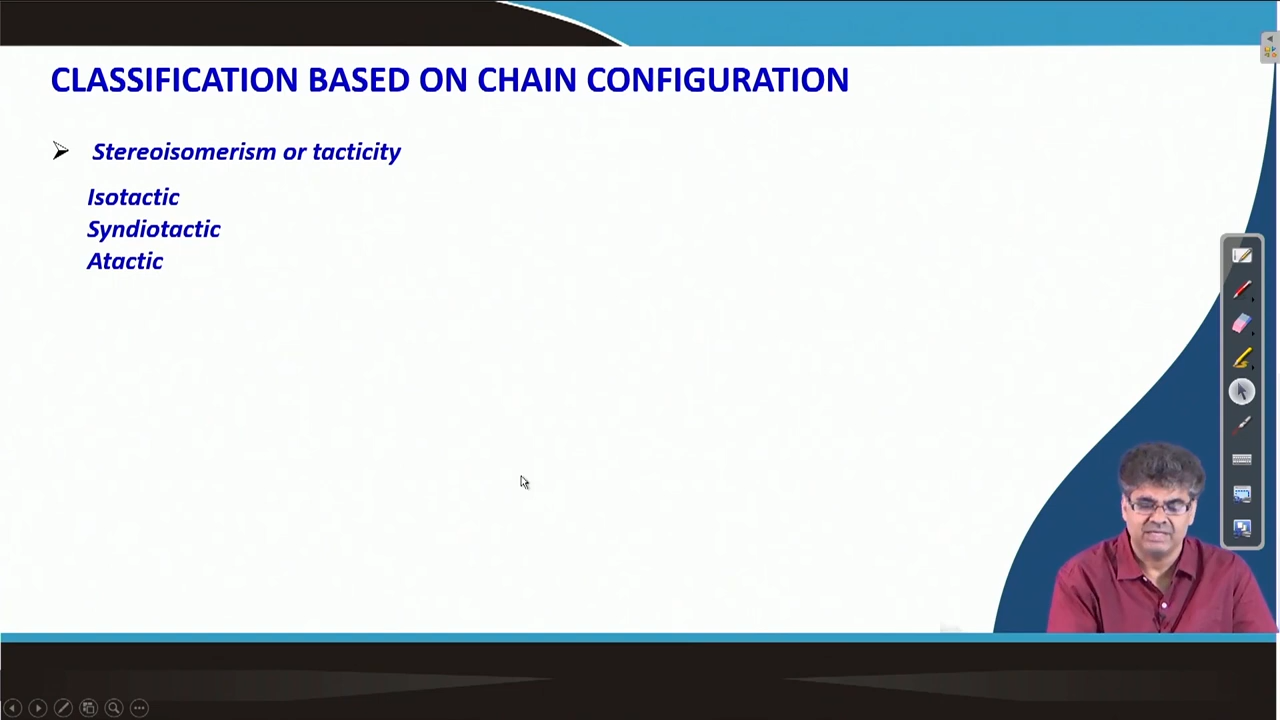 CLASSIFICATION BASED ON CHAIN CONFIGURATION
Stereoisomerism or tacticity
Isotactic
Syndiotactic
Atactic